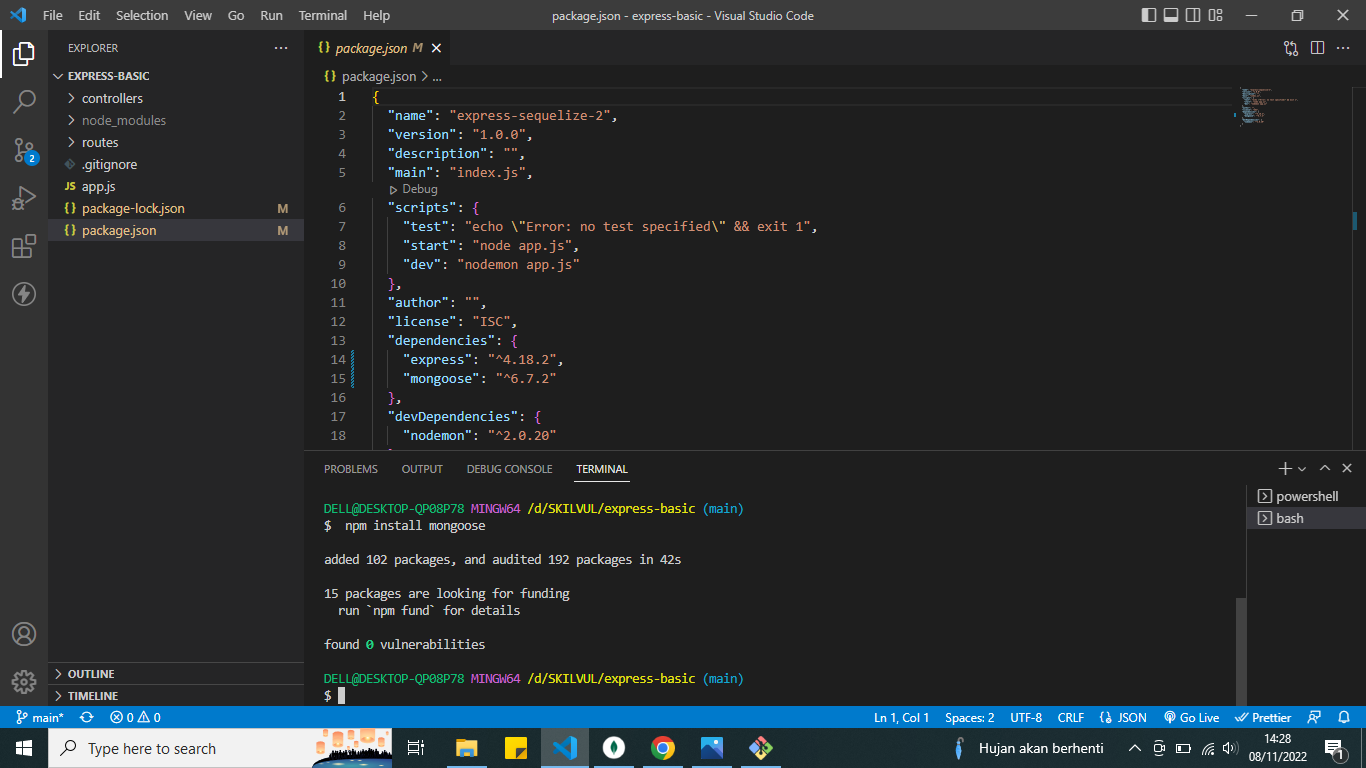 File Edit Selection View Go Run Terminal Help
package.json - express-basic - Visual Studio Code
EXPLORER
EXPRESS-BASIC
controllers
node_modules
routes
.gitignore
JS app.js
{} package-lock.json M
{} package.json M
OUTLINE
TIMELINE
2
{} package.json M
{} package.json > ...
1 {
2 "name": "express-sequelize-2",
3 "version": "1.0.0",
4 "description": "",
5 "main": "index.js",
Debug
6 "scripts": {
7 "test": "echo \"Error: no test specified\" && exit 1",
8 "start": "node app.js",
9 "dev": "nodemon app.js"
10 },
11 "author": "",
12 "license": "ISC",
13 "dependencies": {
14 "express": "^4.18.2",
15 "mongoose": "^6.7.2"
16 },
17 "devDependencies": {
18 "nodemon": "^2.0.20"
PROBLEMS OUTPUT DEBUG CONSOLE TERMINAL
DELL@DESKTOP-QP08P78 MINGW64 /d/SKILVUL/express-basic (main)
$ npm install mongoose
added 102 packages, and audited 192 packages in 42s
15 packages are looking for funding
run `npm fund` for details
found 0 vulnerabilities
DELL@DESKTOP-QP08P78 MINGW64 /d/SKILVUL/express-basic (main)
$
powershell
bash
main* 0 0 Ln 1, Col 1 Spaces: 2 UTF-8 CRLF {} JSON Go Live Prettier
Type here to search
Hujan akan berhenti
14:28
08/11/2022
1